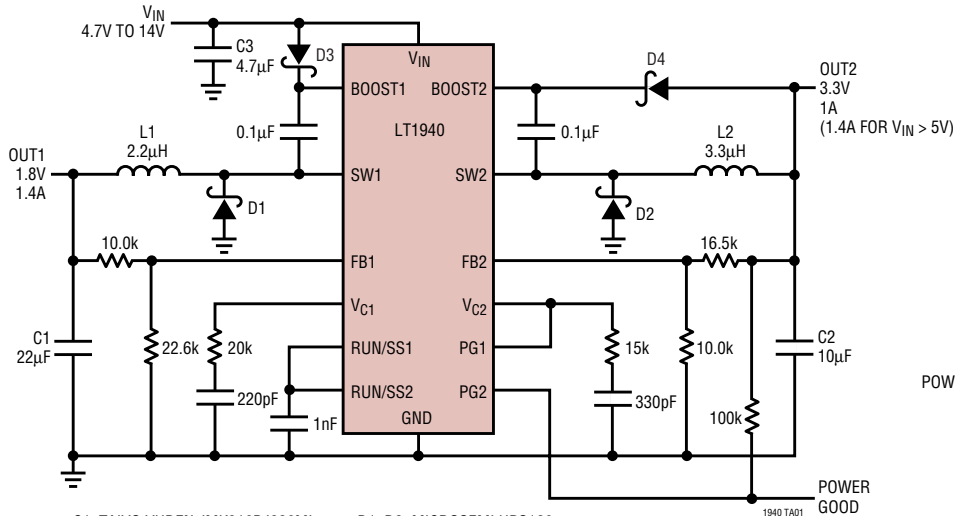 VIN
4.7V TO 14V
C3
4.7µF
D3
VIN
BOOST1
BOOST2
LT1940
D4
OUT2
3.3V
1A
(1.4A FOR VIN > 5V)
0.1µF
0.1µF
L1
2.2µH
L2
3.3µH
OUT1
1.8V
1.4A
SW1
SW2
D1
D2
10.0k
FB1
FB2
16.5k
VC1
VC2
C1
22µF
22.6k
20k
RUN/SS1
PG1
15k
10.0k
C2
10µF
220pF
RUN/SS2
PG2
330pF
100k
POW
1nF
GND
POWER
GOOD
1940 TA01